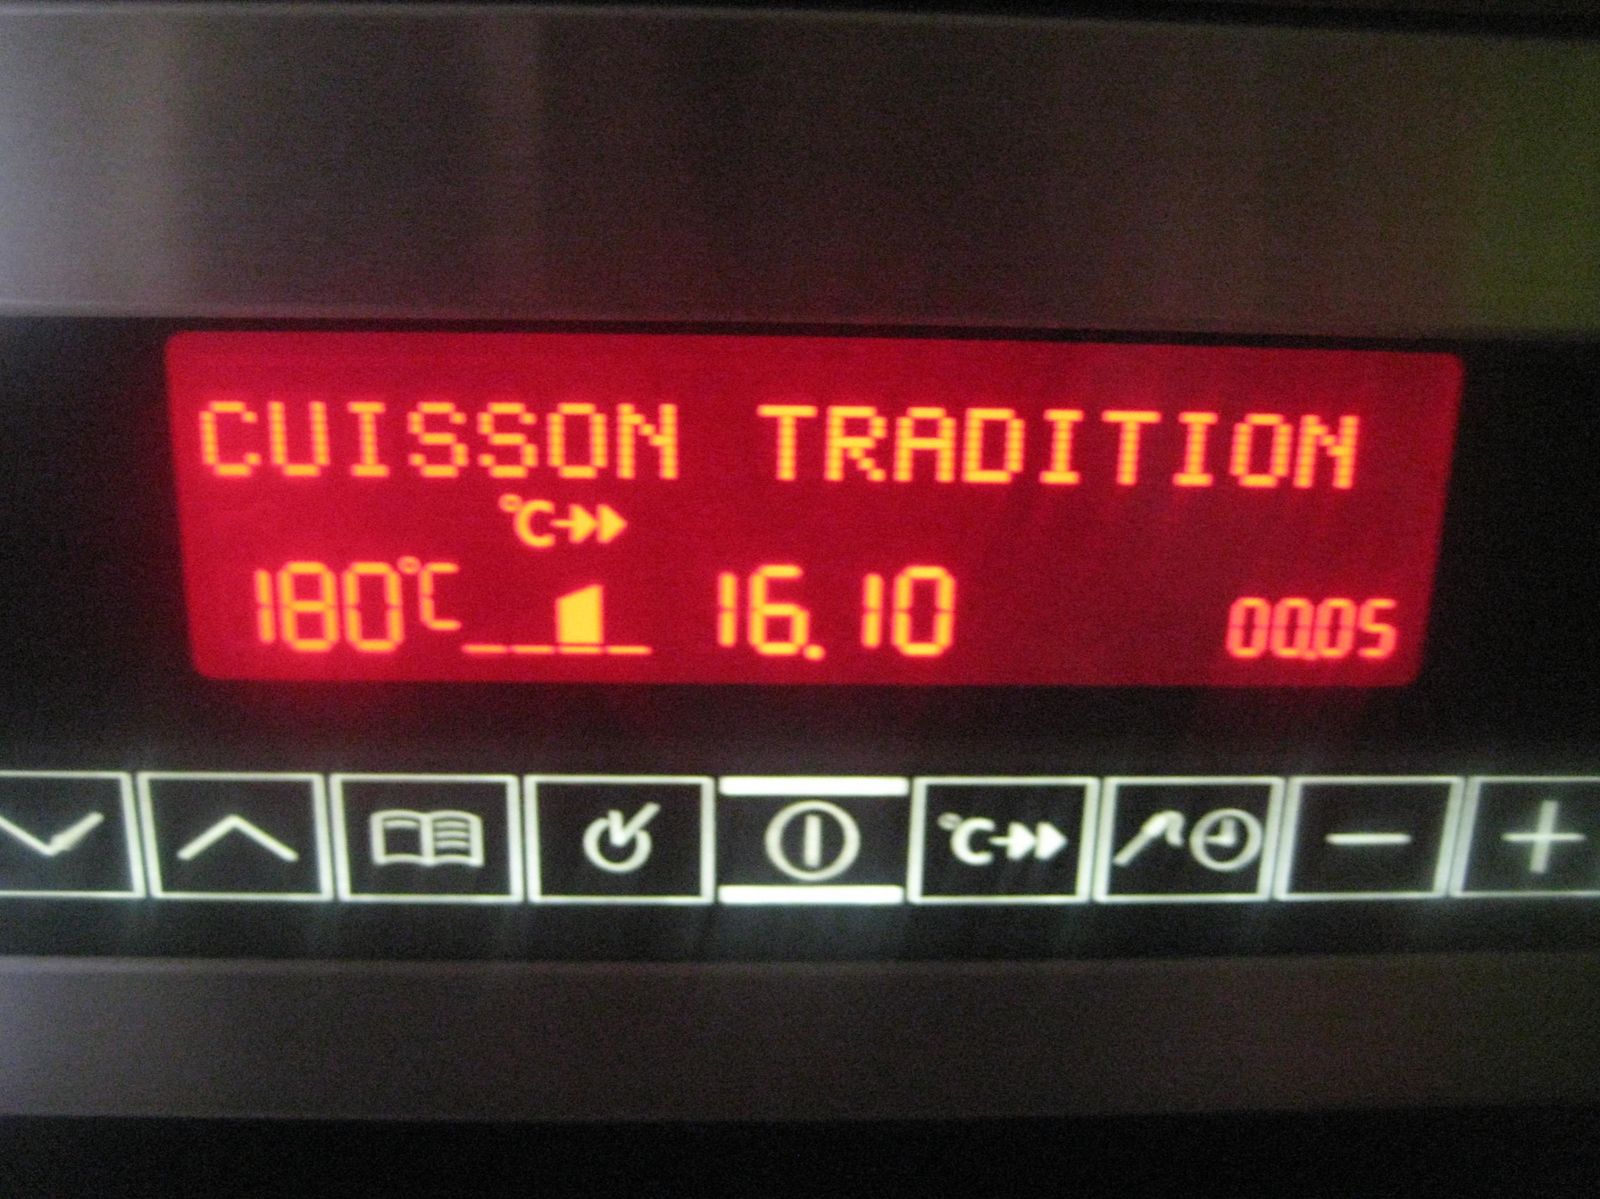 CUISSON TRADITION
°C
180°C 16.10 00.05
°C